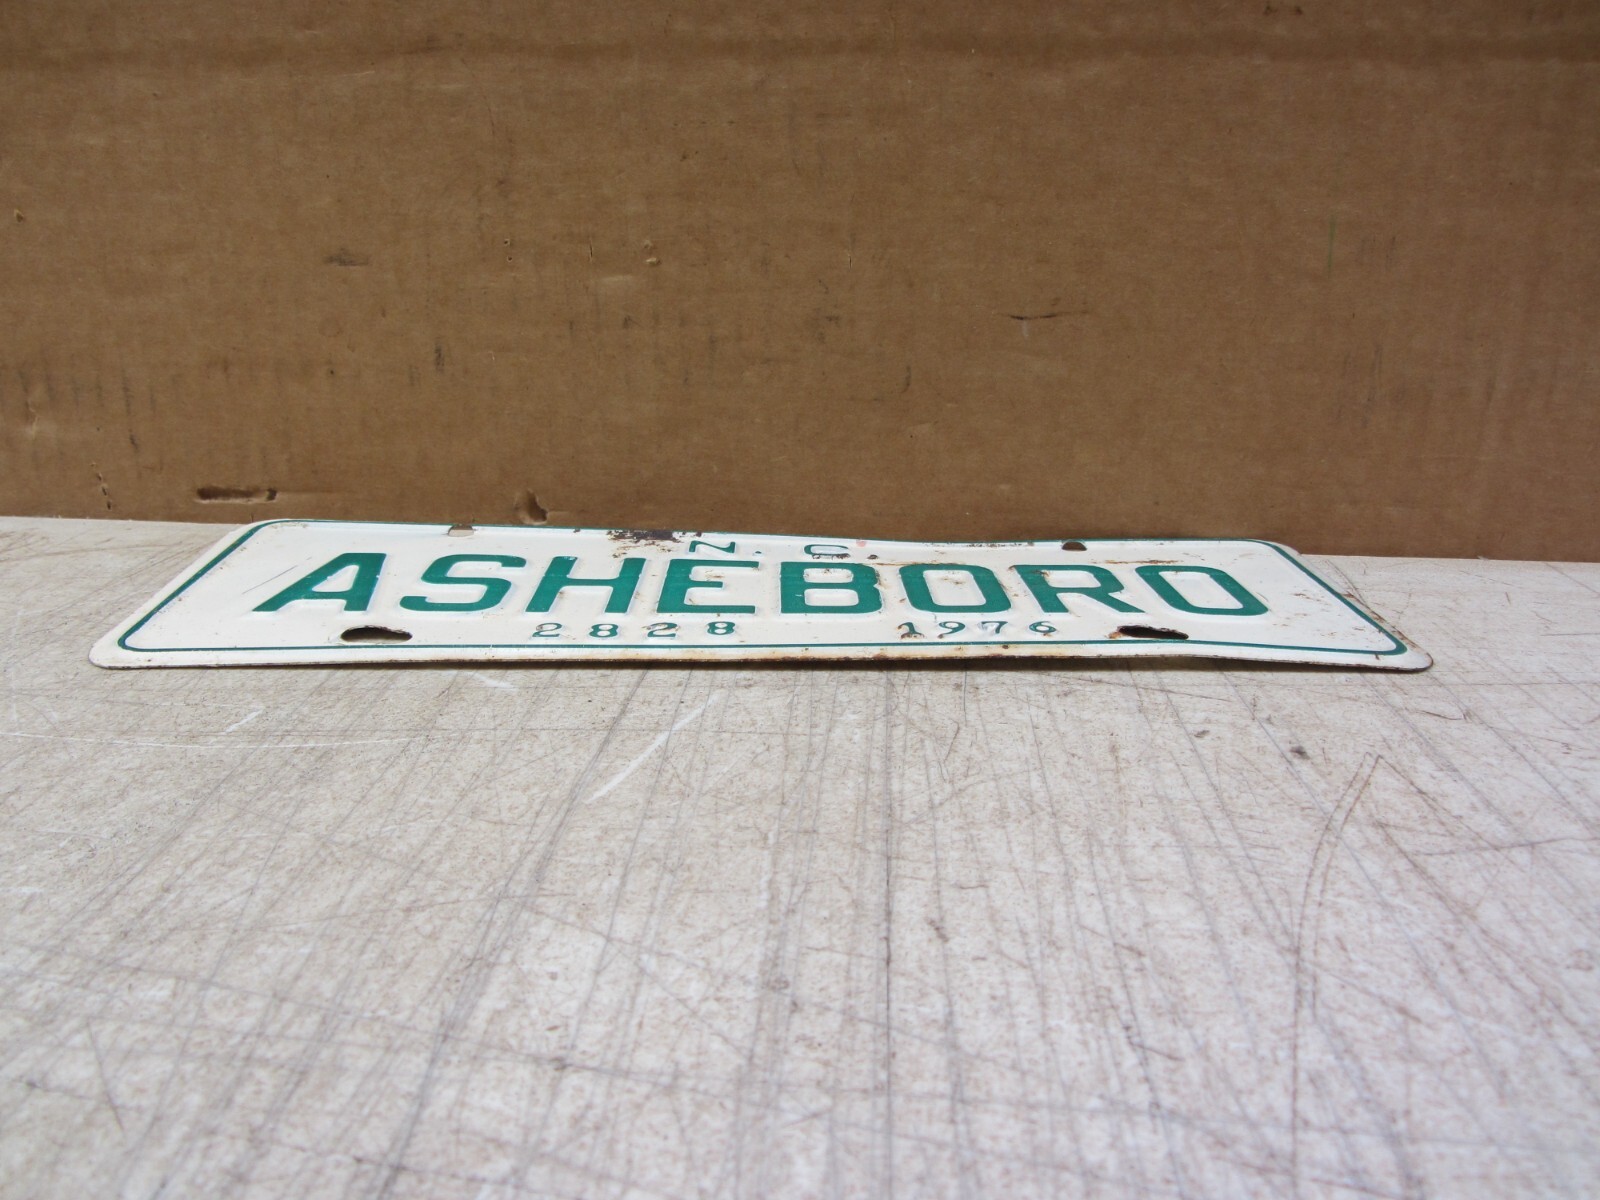 N. C.
ASHEBORO
2828 1976